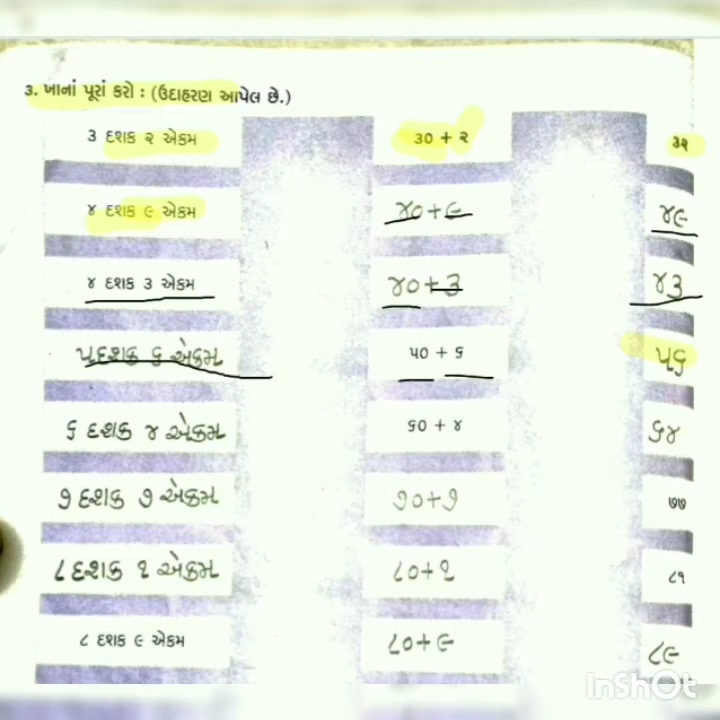 ૩. ખાનાં પૂરાં કરો : (ઉદાહરણ આપેલ છે.)
૩ દશક ૨ એકમ ૩૦ + ૨ ૩૨
૪ દશક ૯ એકમ ૪૦+૯ ૪૯
૪ દશક ૩ એકમ ૪૦+૩ ૪૩
૫ દશક ૬ એકમ ૫૦ + ૬ ૫૬
૬ દશક ૪ એકમ ૬૦ + ૪ ૬૪
૭ દશક ૭ એકમ ૭૦+૭ ૭૭
૮ દશક ૧ એકમ ૮૦+૧ ૮૧
૮ દશક ૯ એકમ ૮૦+૯ ૮૯
InShOt